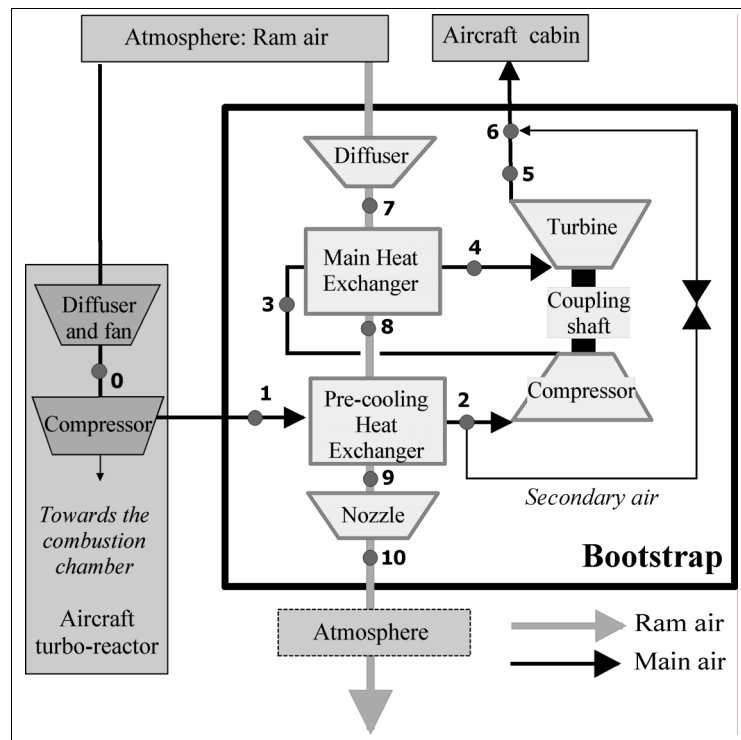 Atmosphere: Ram air
Aircraft cabin
6
Diffuser
5
7
Turbine
Main Heat
Exchanger
4
3
Diffuser
and fan
Coupling
shaft
8
0
1
Pre-cooling
Heat
Exchanger
2
Compressor
Compressor
9
Secondary air
Towards the
combustion
chamber
Nozzle
10
Bootstrap
Aircraft
turbo-reactor
Atmosphere
Ram air
Main air